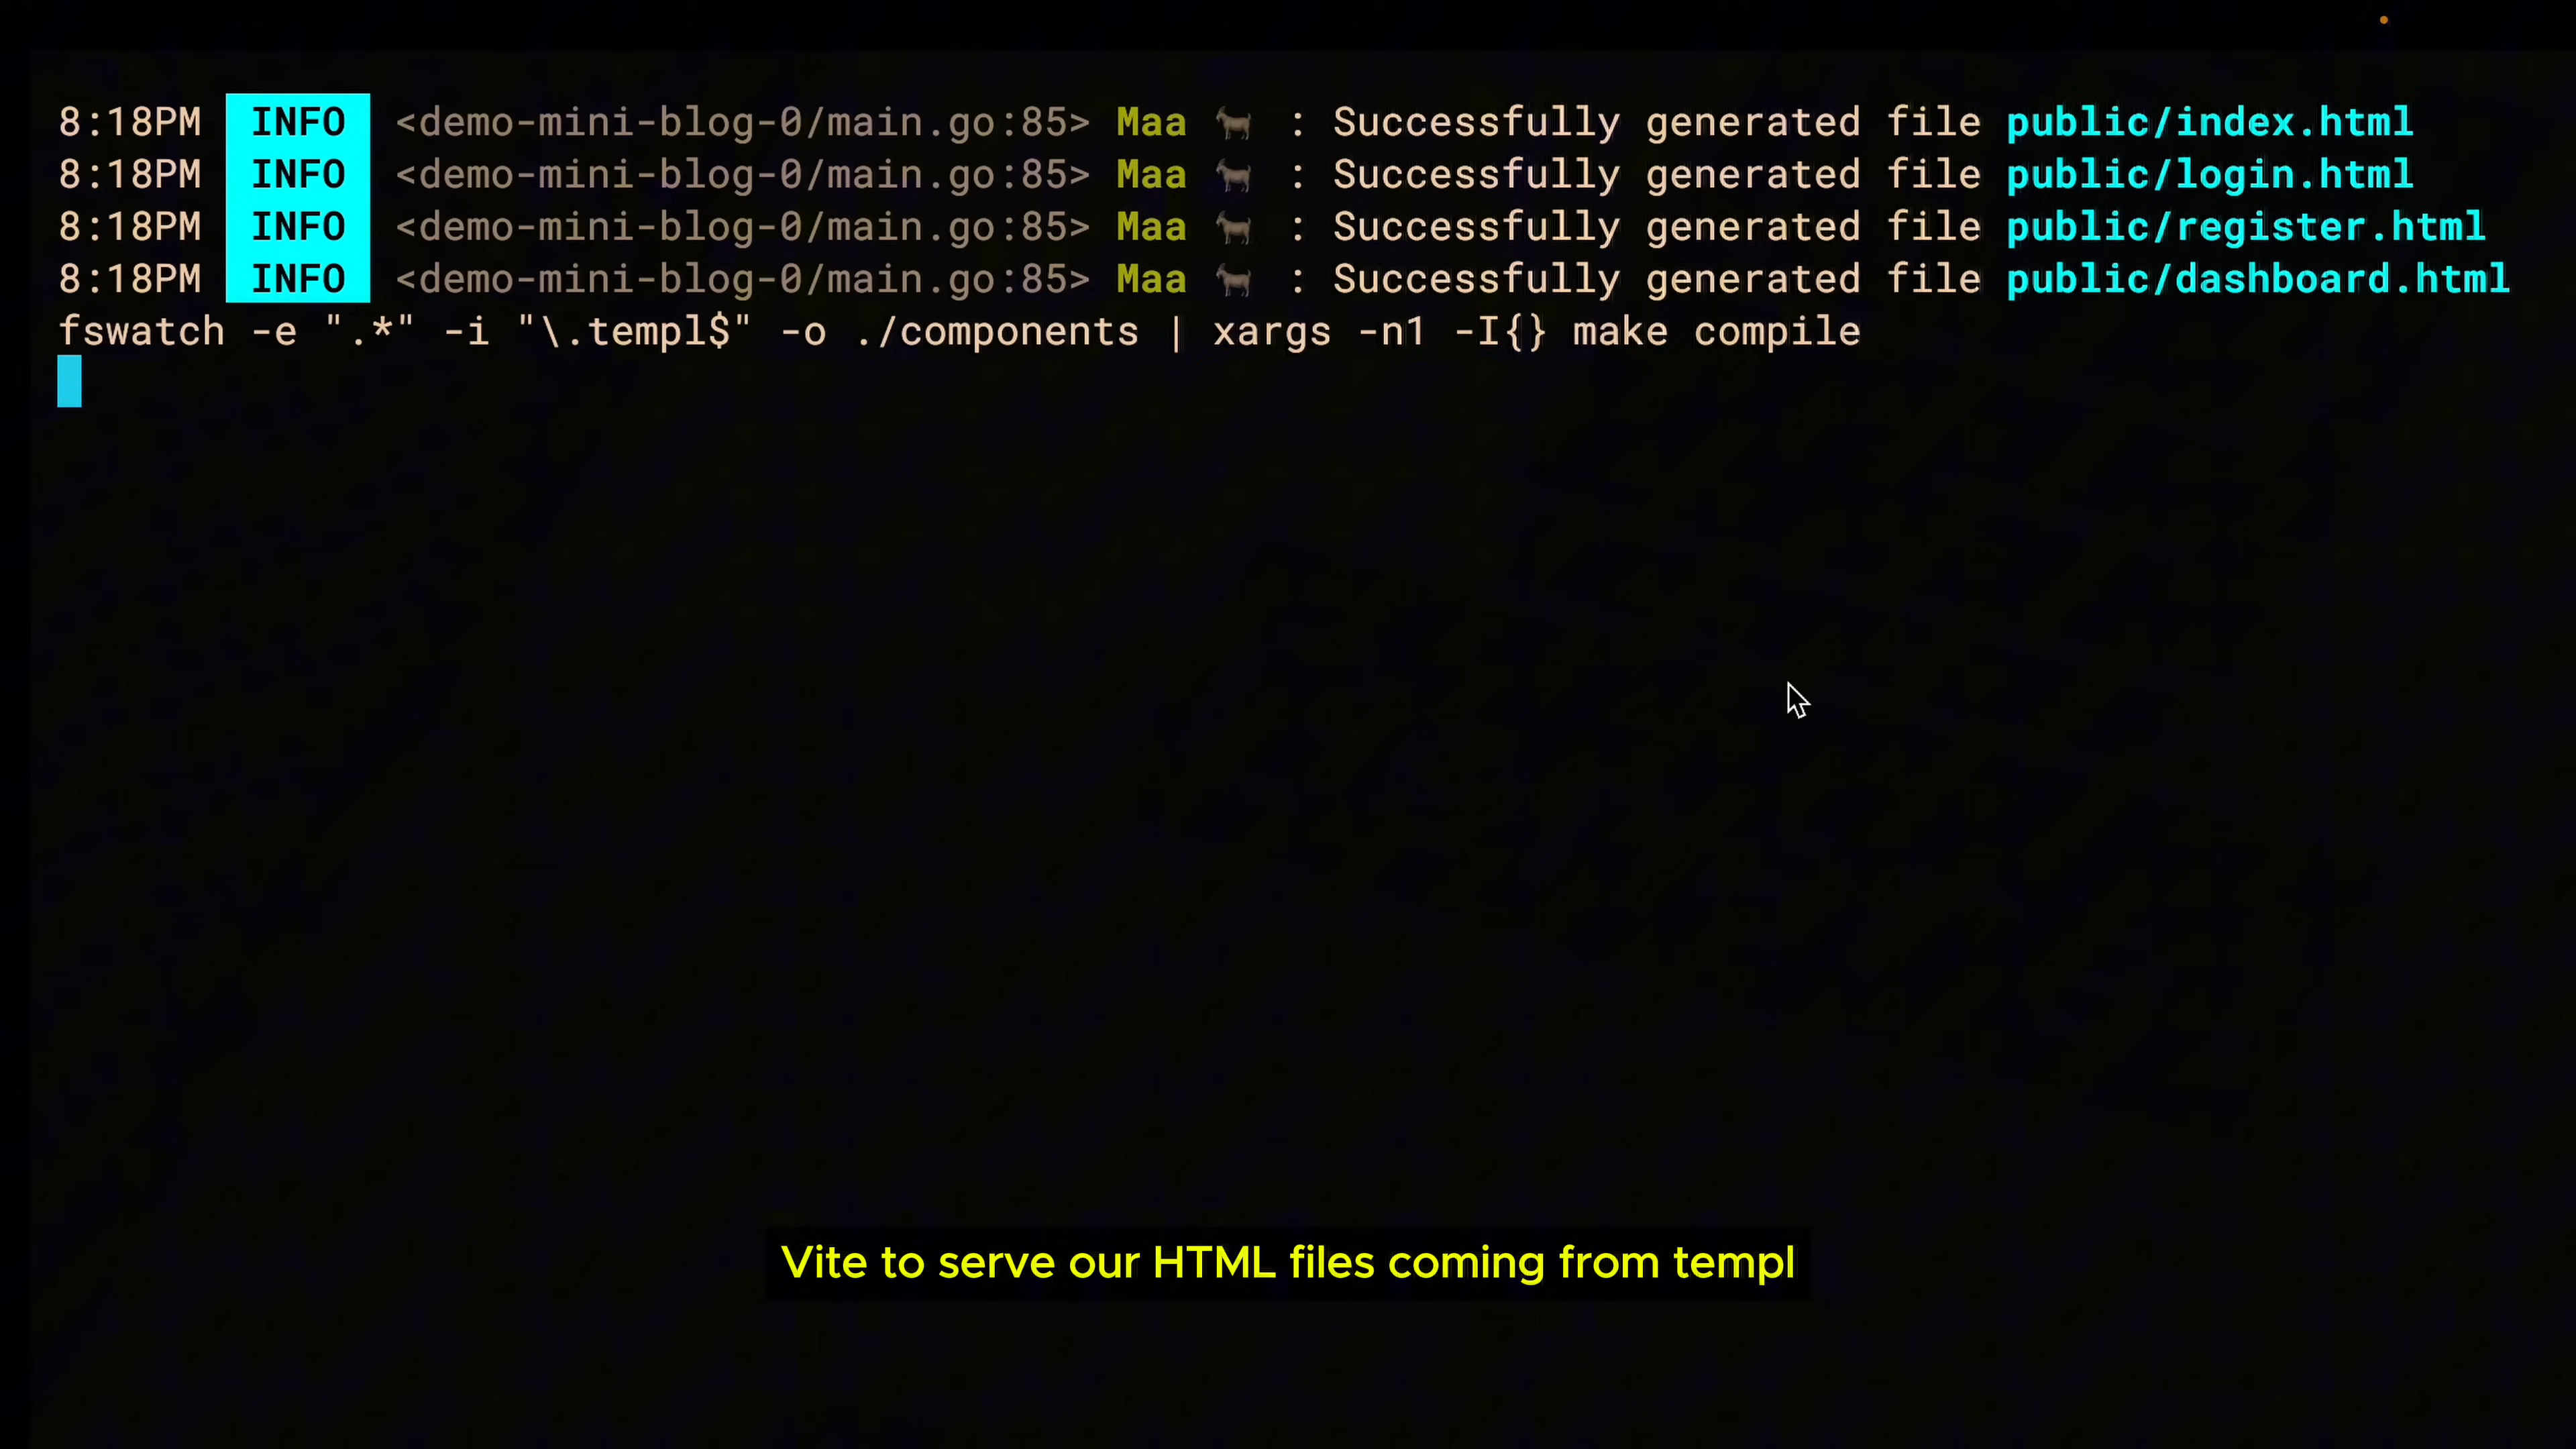 8:18PM INFO <demo-mini-blog-0/main.go:85> Maa 🐐 : Successfully generated file public/index.html
8:18PM INFO <demo-mini-blog-0/main.go:85> Maa 🐐 : Successfully generated file public/login.html
8:18PM INFO <demo-mini-blog-0/main.go:85> Maa 🐐 : Successfully generated file public/register.html
8:18PM INFO <demo-mini-blog-0/main.go:85> Maa 🐐 : Successfully generated file public/dashboard.html
fswatch -e ".*" -i "\.templ$" -o ./components | xargs -n1 -I{} make compile
Vite to serve our HTML files coming from templ